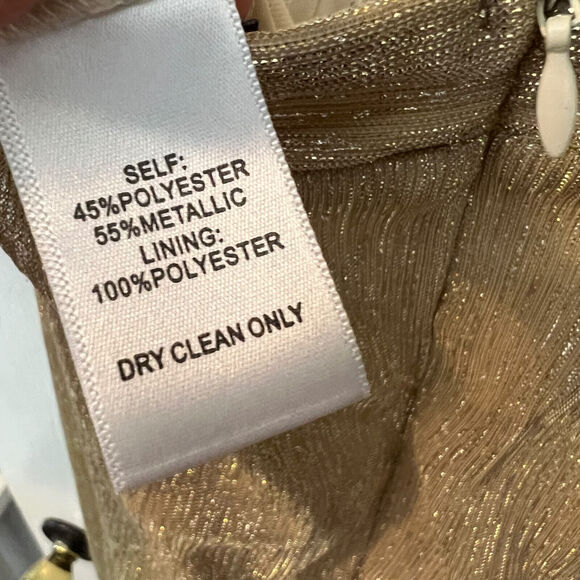 SELF:
45%POLYESTER
55%METALLIC
LINING:
100%POLYESTER
DRY CLEAN ONLY